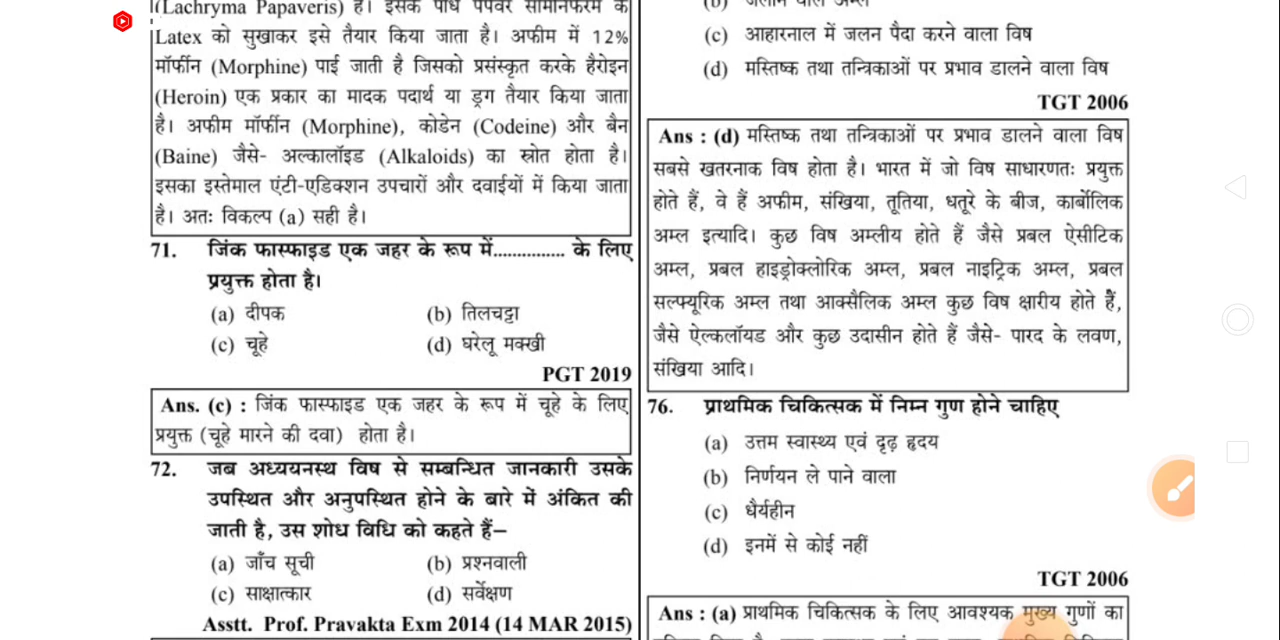 (Lachryma Papaveris) है। इसके पौधे पेपेवर सोमनिफेरम के
Latex को सुखाकर इसे तैयार किया जाता है। अफीम में 12%
मॉर्फीन (Morphine) पाई जाती है जिसको प्रसंस्कृत करके हैरोइन
(Heroin) एक प्रकार का मादक पदार्थ या ड्रग तैयार किया जाता
है। अफीम मॉर्फीन (Morphine), कोडेन (Codeine) और बैन
(Baine) जैसे- अल्कालॉइड (Alkaloids) का स्रोत होता है।
इसका इस्तेमाल एंटी-एडिक्शन उपचारों और दवाईयों में किया जाता
है। अतः विकल्प (a) सही है।
71. जिंक फास्फाइड एक जहर के रूप में.............. के लिए
प्रयुक्त होता है।
(a) दीपक (b) तिलचट्टा
(c) चूहे (d) घरेलू मक्खी
PGT 2019
Ans. (c) : जिंक फास्फाइड एक जहर के रूप में चूहे के लिए
प्रयुक्त (चूहे मारने की दवा) होता है।
72. जब अध्ययनस्थ विष से सम्बन्धित जानकारी उसके
उपस्थित और अनुपस्थित होने के बारे में अंकित की
जाती है, उस शोध विधि को कहते हैं–
(a) जाँच सूची (b) प्रश्नवाली
(c) साक्षात्कार (d) सर्वेक्षण
Asstt. Prof. Pravakta Exm 2014 (14 MAR 2015)
(b) जलाने वाले अम्ल
(c) आहारनाल में जलन पैदा करने वाला विष
(d) मस्तिष्क तथा तन्त्रिकाओं पर प्रभाव डालने वाला विष
TGT 2006
Ans : (d) मस्तिष्क तथा तन्त्रिकाओं पर प्रभाव डालने वाला विष
सबसे खतरनाक विष होता है। भारत में जो विष साधारणतः प्रयुक्त
होते हैं, वे हैं अफीम, संखिया, तूतिया, धतूरे के बीज, कार्बोलिक
अम्ल इत्यादि। कुछ विष अम्लीय होते हैं जैसे प्रबल ऐसीटिक
अम्ल, प्रबल हाइड्रोक्लोरिक अम्ल, प्रबल नाइट्रिक अम्ल, प्रबल
सल्फ्यूरिक अम्ल तथा आक्सैलिक अम्ल कुछ विष क्षारीय होते हैं,
जैसे ऐल्कलॉयड और कुछ उदासीन होते हैं जैसे- पारद के लवण,
संखिया आदि।
76. प्राथमिक चिकित्सक में निम्न गुण होने चाहिए
(a) उत्तम स्वास्थ्य एवं दृढ़ हृदय
(b) निर्णयन ले पाने वाला
(c) धैर्यहीन
(d) इनमें से कोई नहीं
TGT 2006
Ans : (a) प्राथमिक चिकित्सक के लिए आवश्यक मुख्य गुणों का